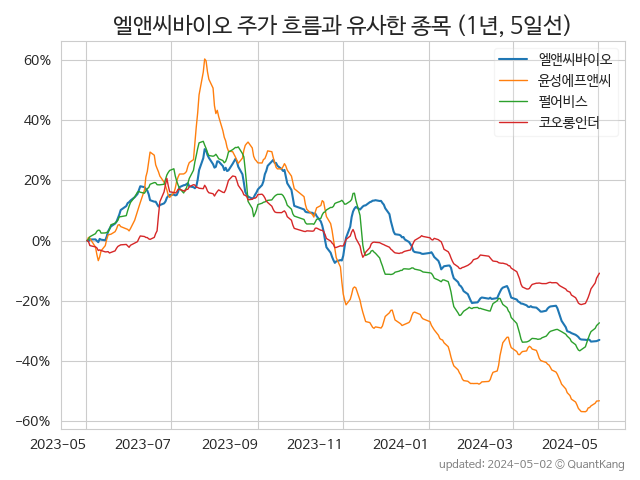 엘앤씨바이오 주가 흐름과 유사한 종목 (1년, 5일선)
엘앤씨바이오
윤성에프앤씨
펄어비스
코오롱인더
60%
40%
20%
0%
−20%
−40%
−60%
2023-05 2023-07 2023-09 2023-11 2024-01 2024-03 2024-05
updated: 2024-05-02 © QuantKang